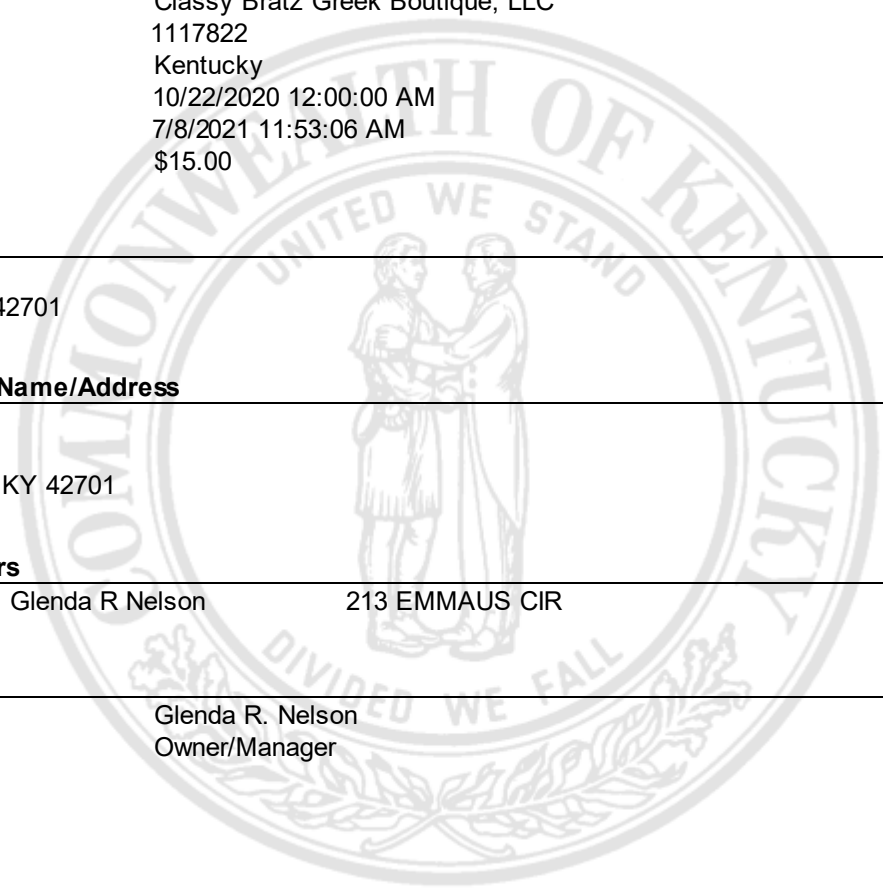 Classy Bratz Greek Boutique, LLC
1117822
Kentucky
10/22/2020 12:00:00 AM
7/8/2021 11:53:06 AM
$15.00
42701
Name/Address
KY 42701
rs
Glenda R Nelson 213 EMMAUS CIR
Glenda R. Nelson
Owner/Manager
COMMONWEALTH OF KENTUCKY
UNITED WE STAND
DIVIDED WE FALL